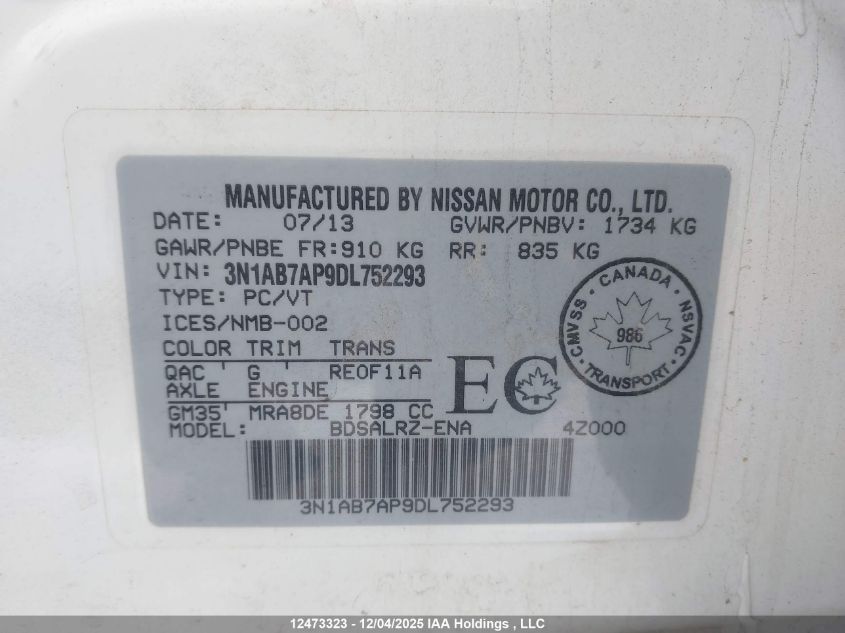 MANUFACTURED BY NISSAN MOTOR CO., LTD.
DATE: 07/13 GVWR/PNBV: 1734 KG
GAWR/PNBE FR:910 KG RR: 835 KG
VIN: 3N1AB7AP9DL752293
TYPE: PC/VT
ICES/NMB-002
COLOR TRIM TRANS
QAC ' G ' RE0F11A
AXLE ENGINE
GM35' MRA8DE 1798 CC
MODEL: BDSALRZ-ENA 4Z000
EC
CANADA
CMVSS
NSVAC
986
TRANSPORT
3N1AB7AP9DL752293
12473323 - 12/04/2025 IAA Holdings , LLC